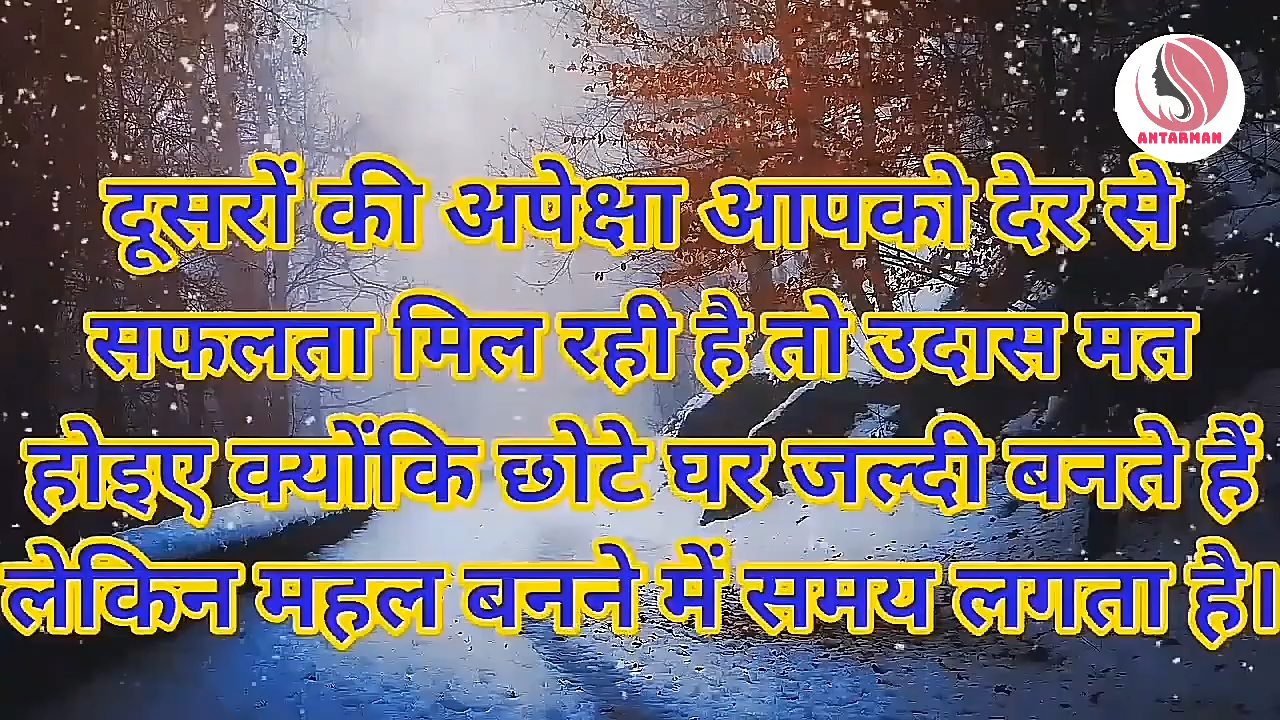 ANTARMAN
दूसरों की अपेक्षा आपको देर से
सफलता मिल रही है तो उदास मत
होइए क्योंकि छोटे घर जल्दी बनते हैं
लेकिन महल बनने में समय लगता है।